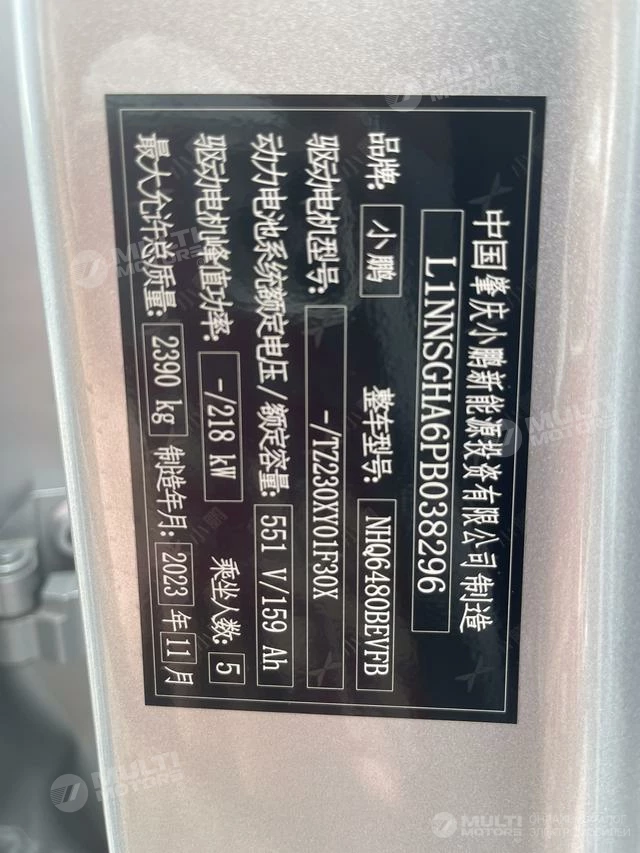 中国肇庆小鹏新能源投资有限公司 制造
L1NNSGHA6PB038296
品牌: 小鹏 整车型号: NHQ6480BEVFB
驱动电机型号: -/TZ230XY01F30X
动力电池系统额定电压/额定容量: 551 V/159 Ah
驱动电机峰值功率: -/218 kW 乘坐人数: 5
最大允许总质量: 2390 kg 制造年月: 2023 年 11 月
MULTI MOTORS